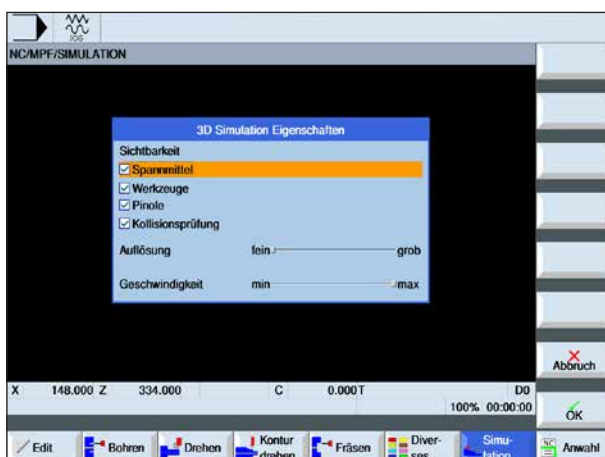 JOG
NC/MPF/SIMULATION
3D Simulation Eigenschaften
Sichtbarkeit
Spannmittel
Werkzeuge
Pinole
Kollisionsprüfung
Auflösung fein grob
Geschwindigkeit min max
Abbruch
X 148.000 Z 334.000 C 0.000 T D0
100% 00:00:00
OK
Edit
Bohren
Drehen
Kontur
drehen
Fräsen
Diver-
ses
Simu-
lation
NC
Anwahl